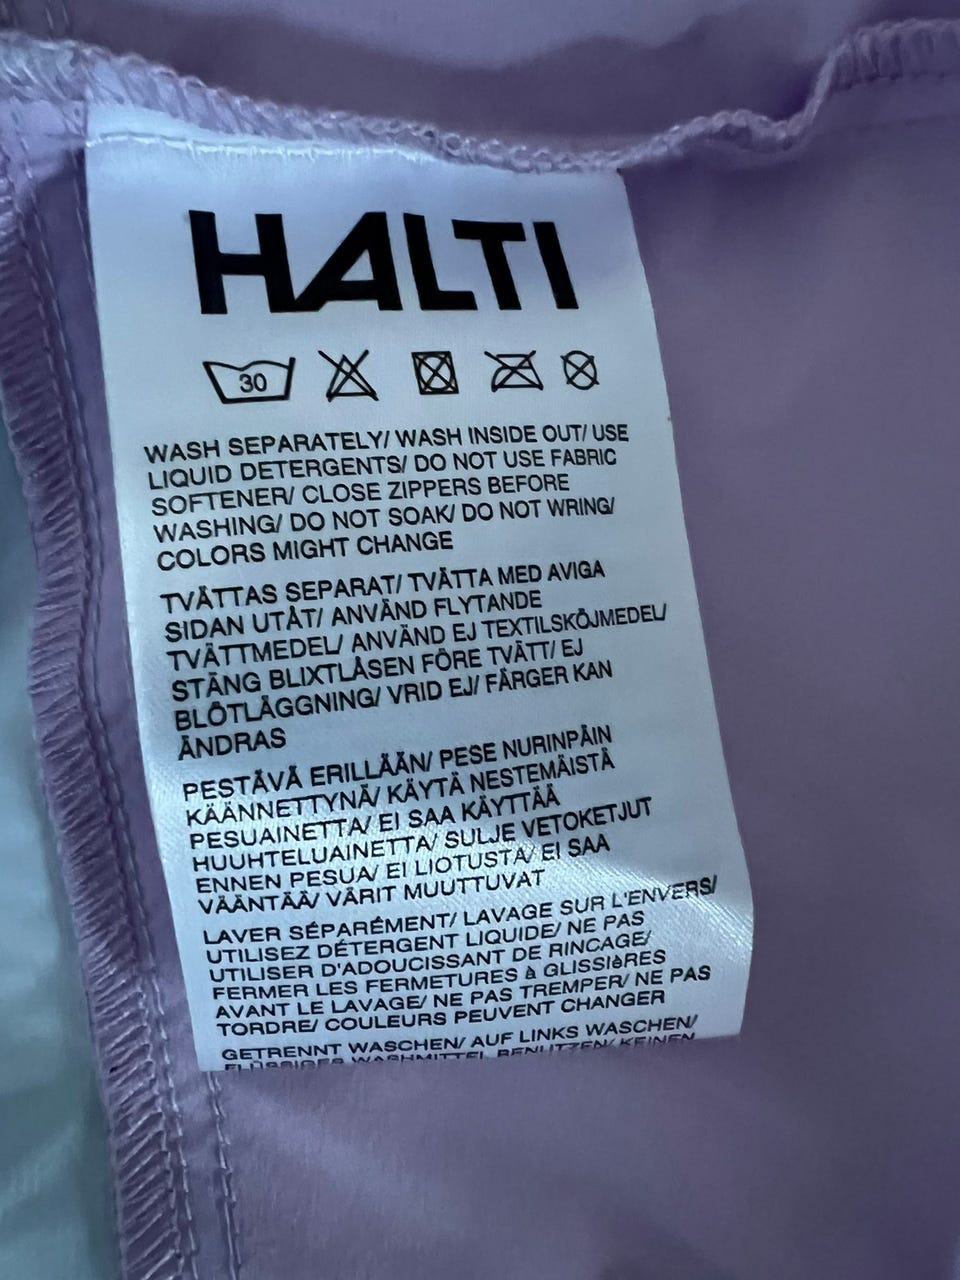 HALTI
30
WASH SEPARATELY/ WASH INSIDE OUT/ USE
LIQUID DETERGENTS/ DO NOT USE FABRIC
SOFTENER/ CLOSE ZIPPERS BEFORE
WASHING/ DO NOT SOAK/ DO NOT WRING/
COLORS MIGHT CHANGE
TVÄTTAS SEPARAT/ TVÄTTA MED AVIGA
SIDAN UTÅT/ ANVÄND FLYTANDE
TVÄTTMEDEL/ ANVÄND EJ TEXTILSKÖJMEDEL/
STÄNG BLIXTLÅSEN FÖRE TVÄTT/ EJ
BLÖTLÄGGNING/ VRID EJ/ FÄRGER KAN
ÄNDRAS
PESTÄVÄ ERILLÄÄN/ PESE NURINPÄIN
KÄÄNNETTYNÄ/ KÄYTÄ NESTEMÄISTÄ
PESUAINETTA/ EI SAA KÄYTTÄÄ
HUUHTELUAINETTA/ SULJE VETOKETJUT
ENNEN PESUA/ EI LIOTUSTA/ EI SAA
VÄÄNTÄÄ/ VÄRIT MUUTTUVAT
LAVER SÉPARÉMENT/ LAVAGE SUR L'ENVERS/
UTILISEZ DÉTERGENT LIQUIDE/ NE PAS
UTILISER D'ADOUCISSANT DE RINCAGE/
FERMER LES FERMETURES à GLISSIèRES
AVANT LE LAVAGE/ NE PAS TREMPER/ NE PAS
TORDRE/ COULEURS PEUVENT CHANGER
GETRENNT WASCHEN/ AUF LINKS WASCHEN/
BENUTZEN/ KEINEN